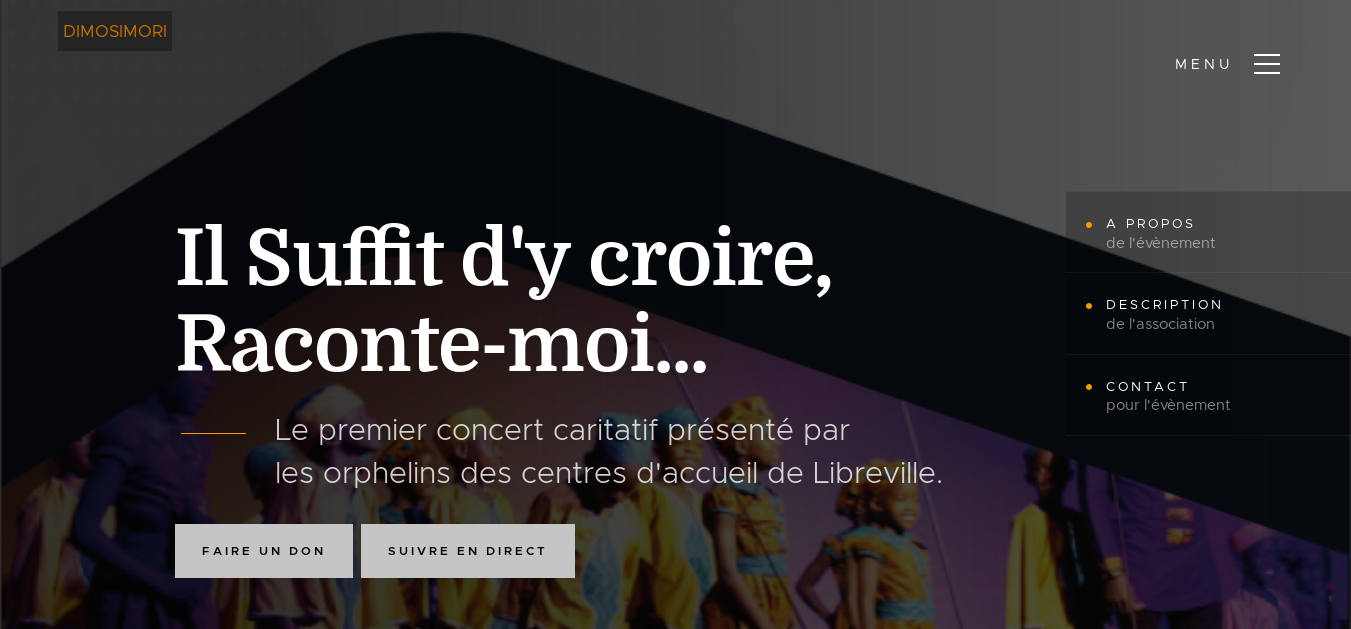 DIMOSIMORI
MENU
Il Suffit d'y croire,
Raconte-moi...
Le premier concert caritatif présenté par
les orphelins des centres d'accueil de Libreville.
FAIRE UN DON
SUIVRE EN DIRECT
A PROPOS
de l'évènement
DESCRIPTION
de l'association
CONTACT
pour l'évènement